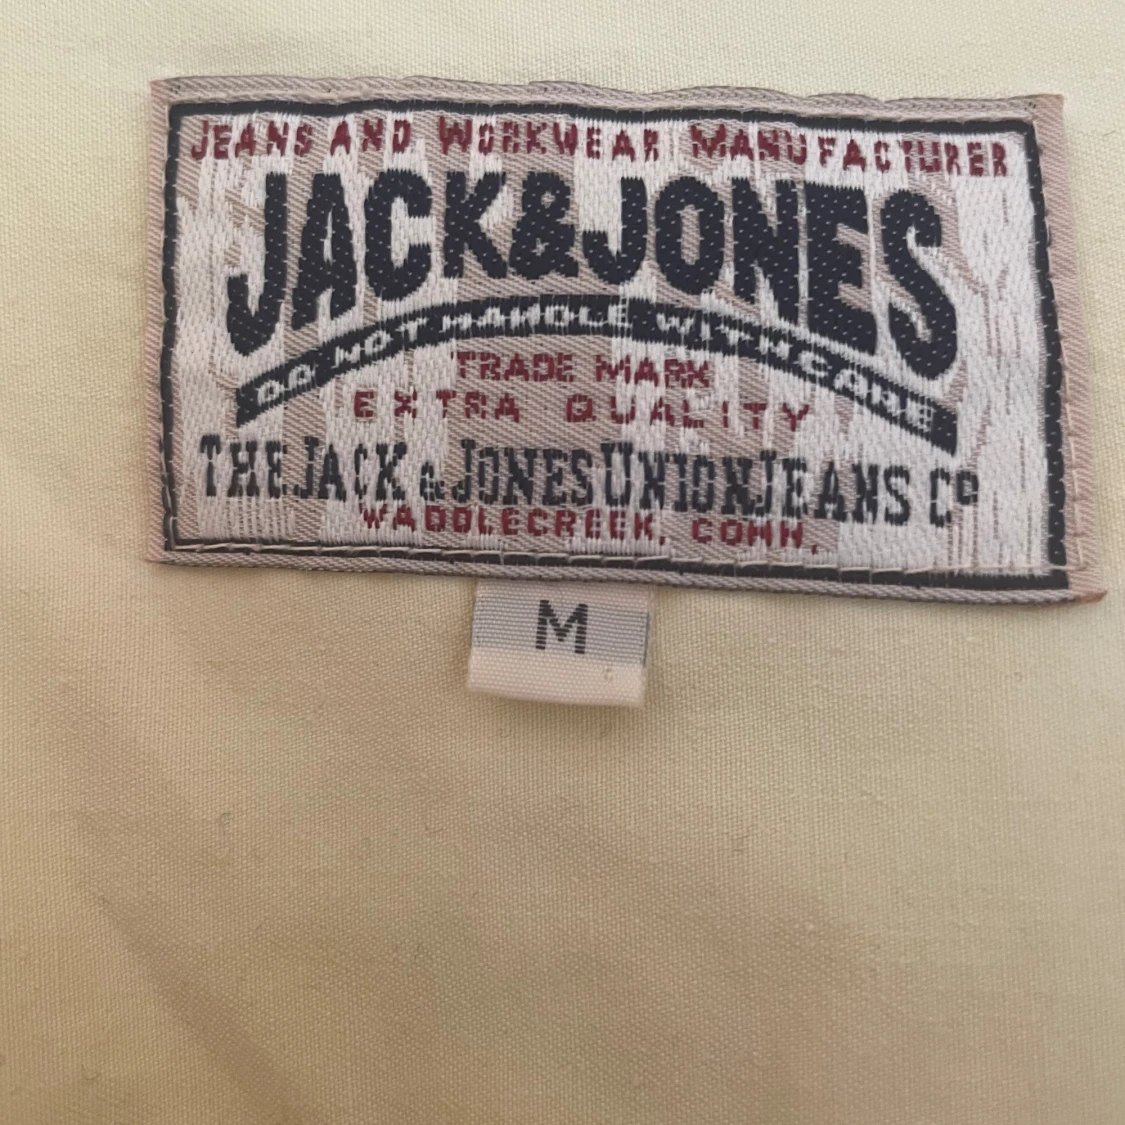 JEANS AND WORKWEAR MANUFACTURER
JACK&JONES
DO NOT HANDLE WITH CARE
TRADE MARK
EXTRA QUALITY
THE JACK & JONES UNION JEANS Co
WADDLECREEK, CONN,
M